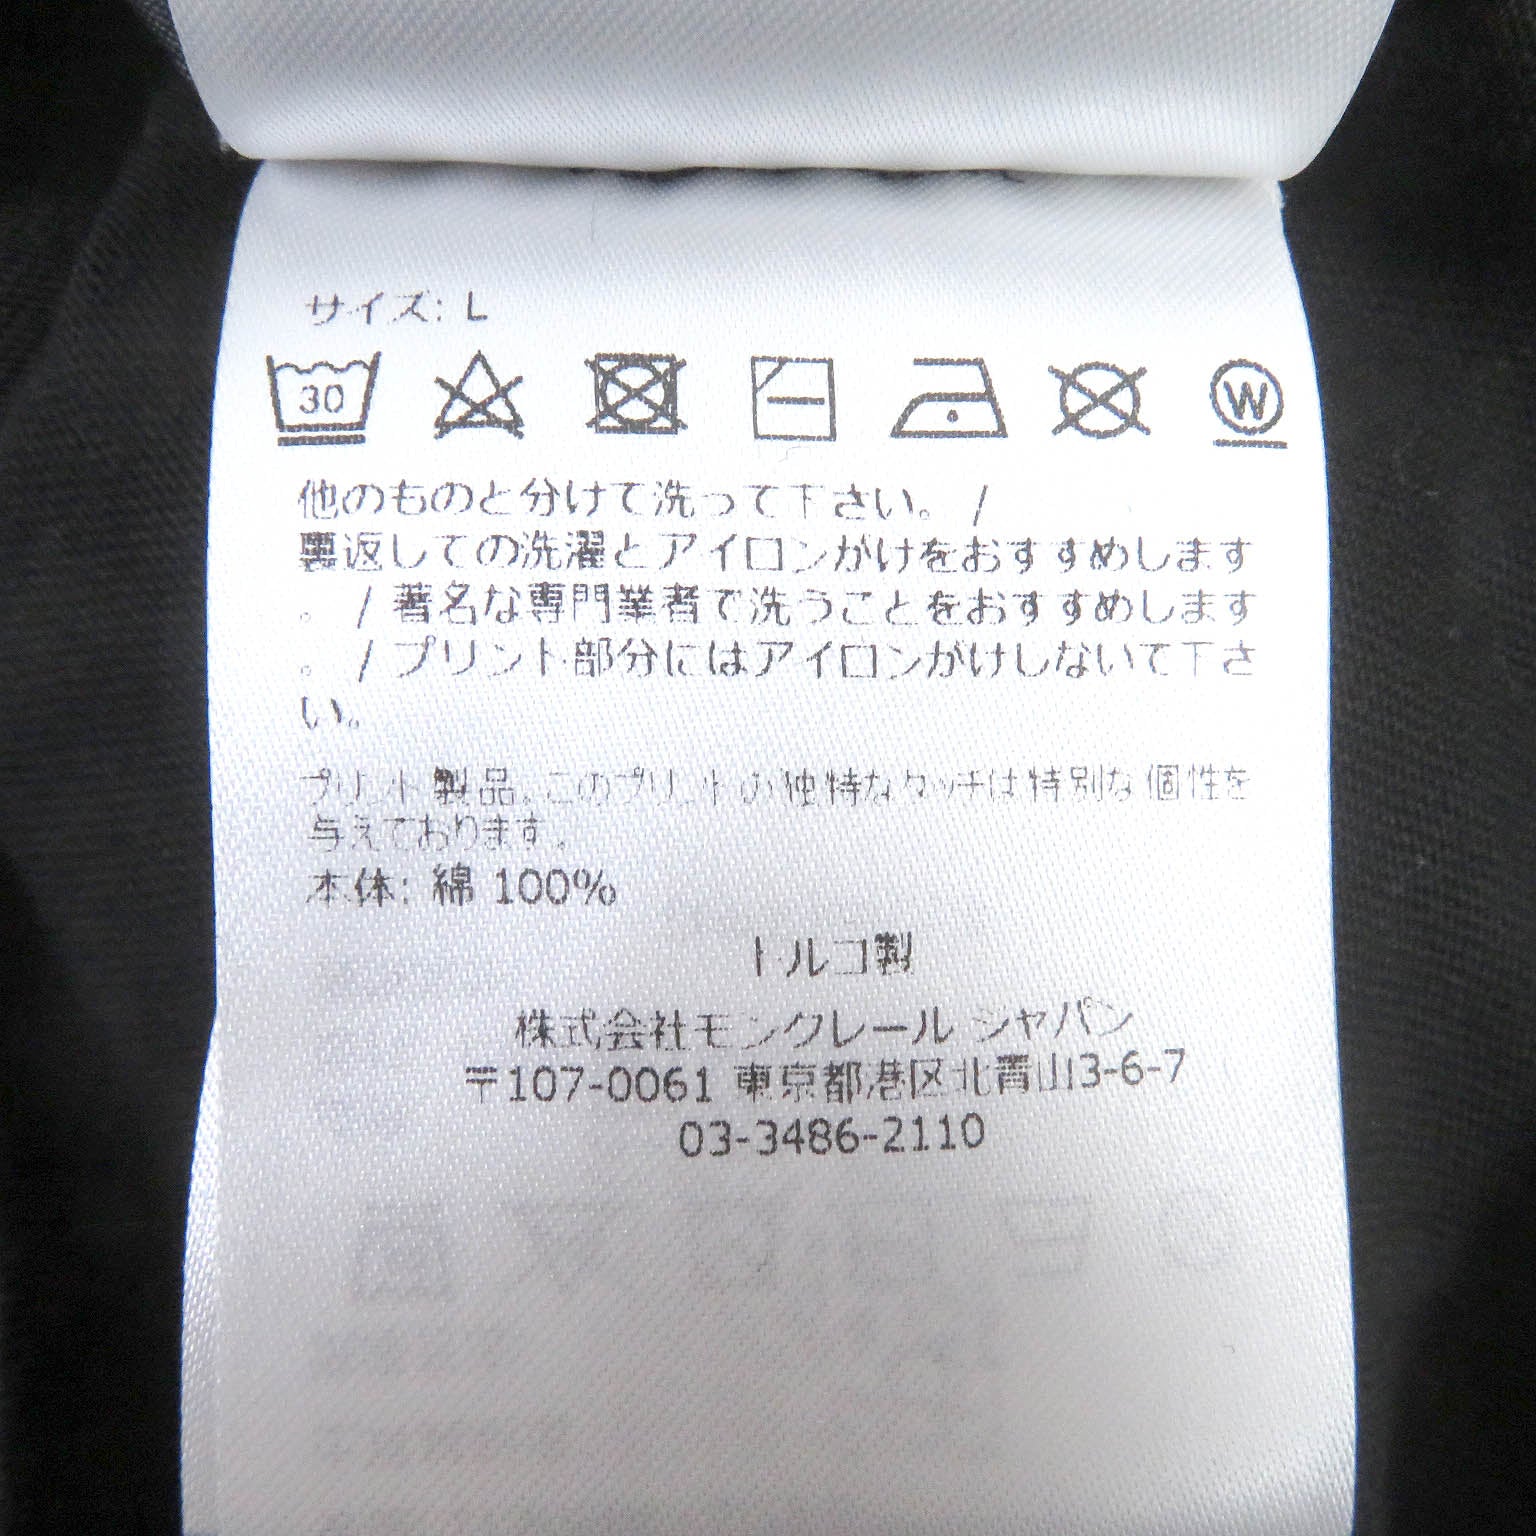 サイズ: L
30 W
他のものと分けて洗って下さい。 /
裏返しての洗濯とアイロンがけをおすすめします
。 / 著名な専門業者で洗うことをおすすめします
。 / プリント部分にはアイロンがけしないて下さ
い。
プリント製品。このプリントの独特なタッチは特別な個性を
与えております。
本体: 綿 100%
トルコ製
株式会社モンクレール ジャパン
〒107-0061 東京都港区北青山3-6-7
03-3486-2110